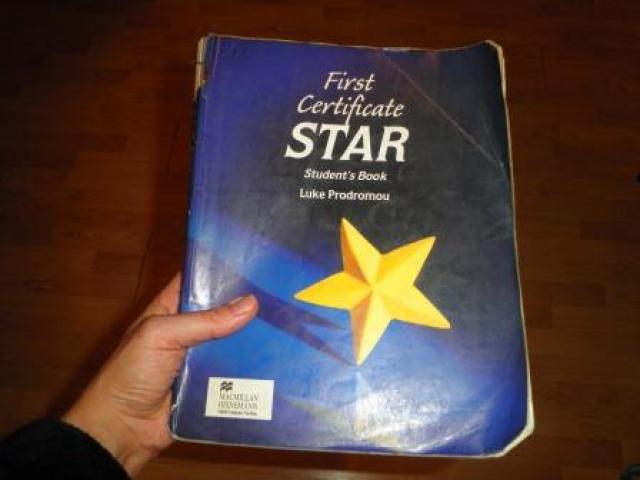 First
Certificate
STAR
Student's Book
Luke Prodromou
MACMILLAN
HEINEMANN